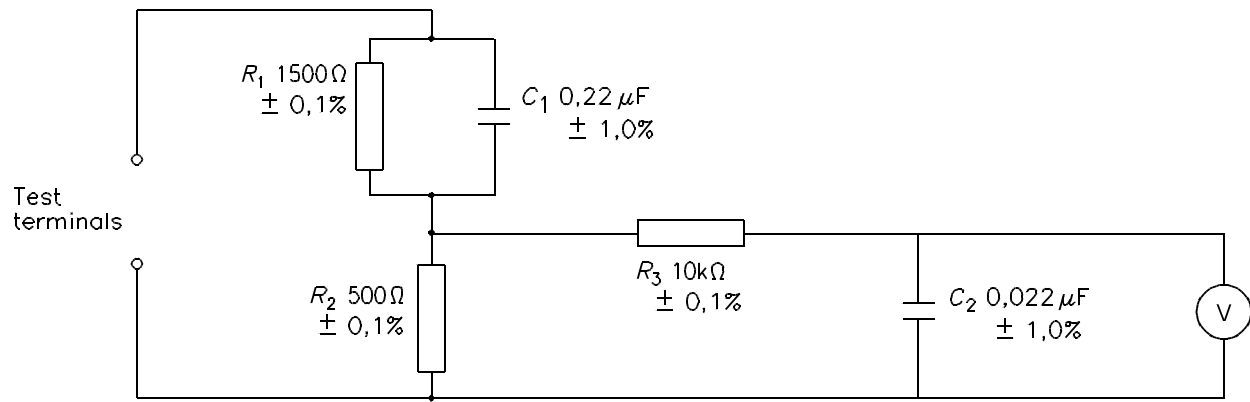 R₁ 1500Ω
± 0,1%
C₁ 0,22 μF
± 1,0%
Test
terminals
R₂ 500Ω
± 0,1%
R₃ 10kΩ
± 0,1%
C₂ 0,022 μF
± 1,0%
V